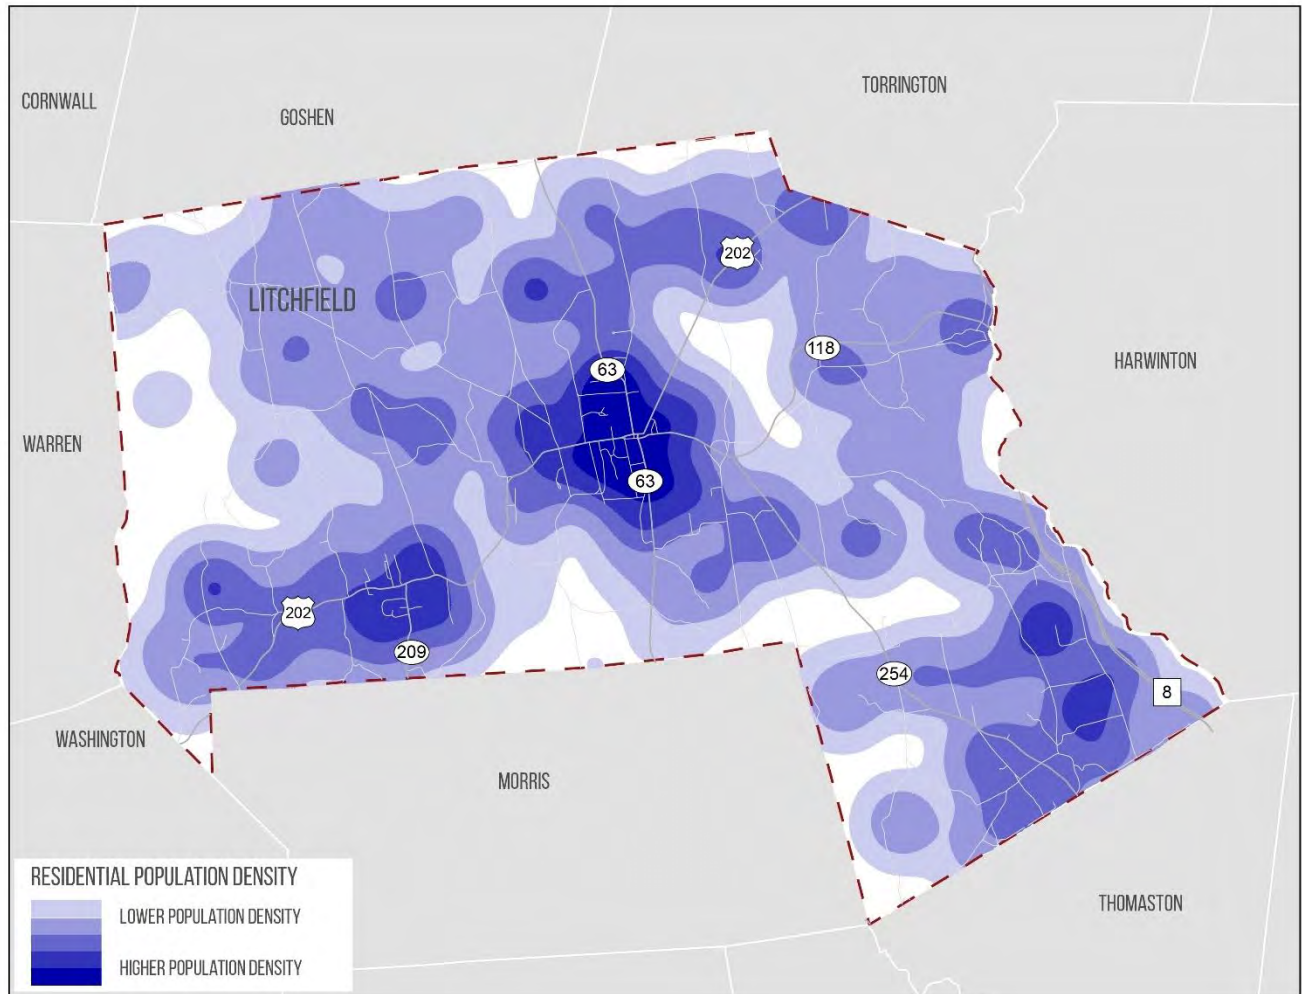 CORNWALL
GOSHEN
TORRINGTON
202
LITCHFIELD
118
HARWINTON
63
WARREN
63
202
209
254
8
WASHINGTON
MORRIS
THOMASTON
RESIDENTIAL POPULATION DENSITY
LOWER POPULATION DENSITY
HIGHER POPULATION DENSITY